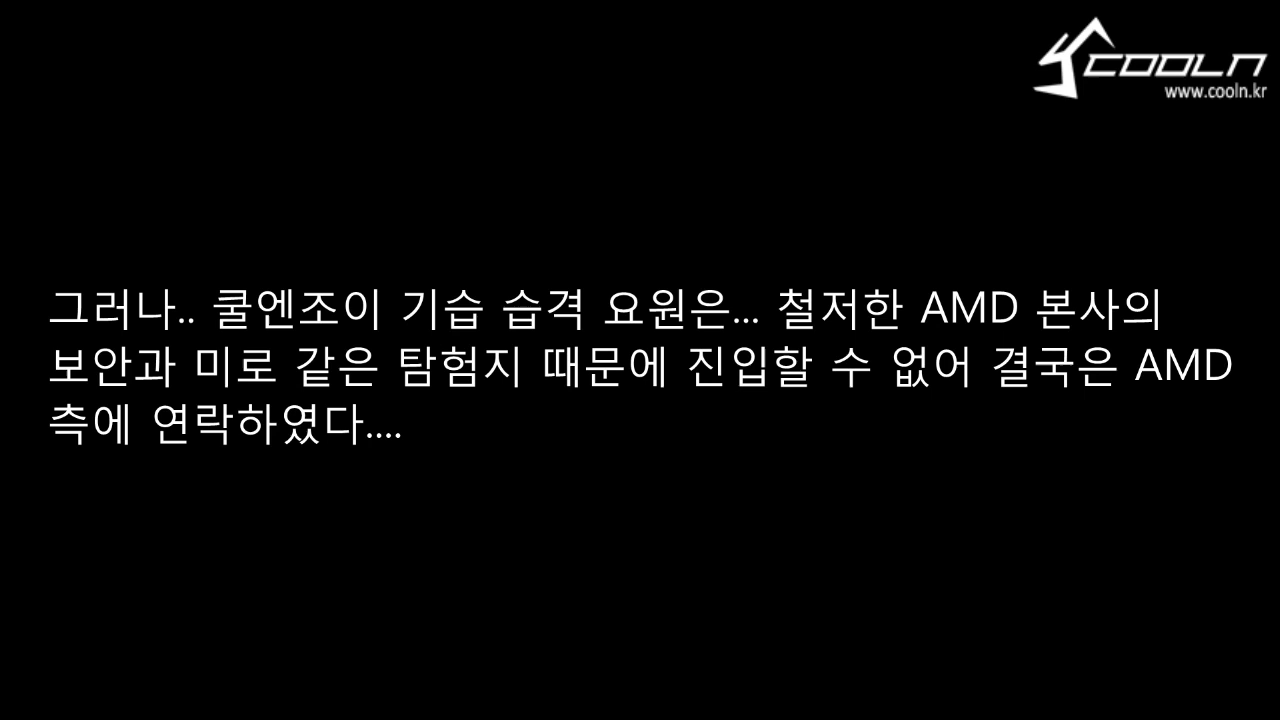 COOLN
www.cooln.kr
그러나.. 쿨엔조이 기습 습격 요원은... 철저한 AMD 본사의
보안과 미로 같은 탐험지 때문에 진입할 수 없어 결국은 AMD
측에 연락하였다....